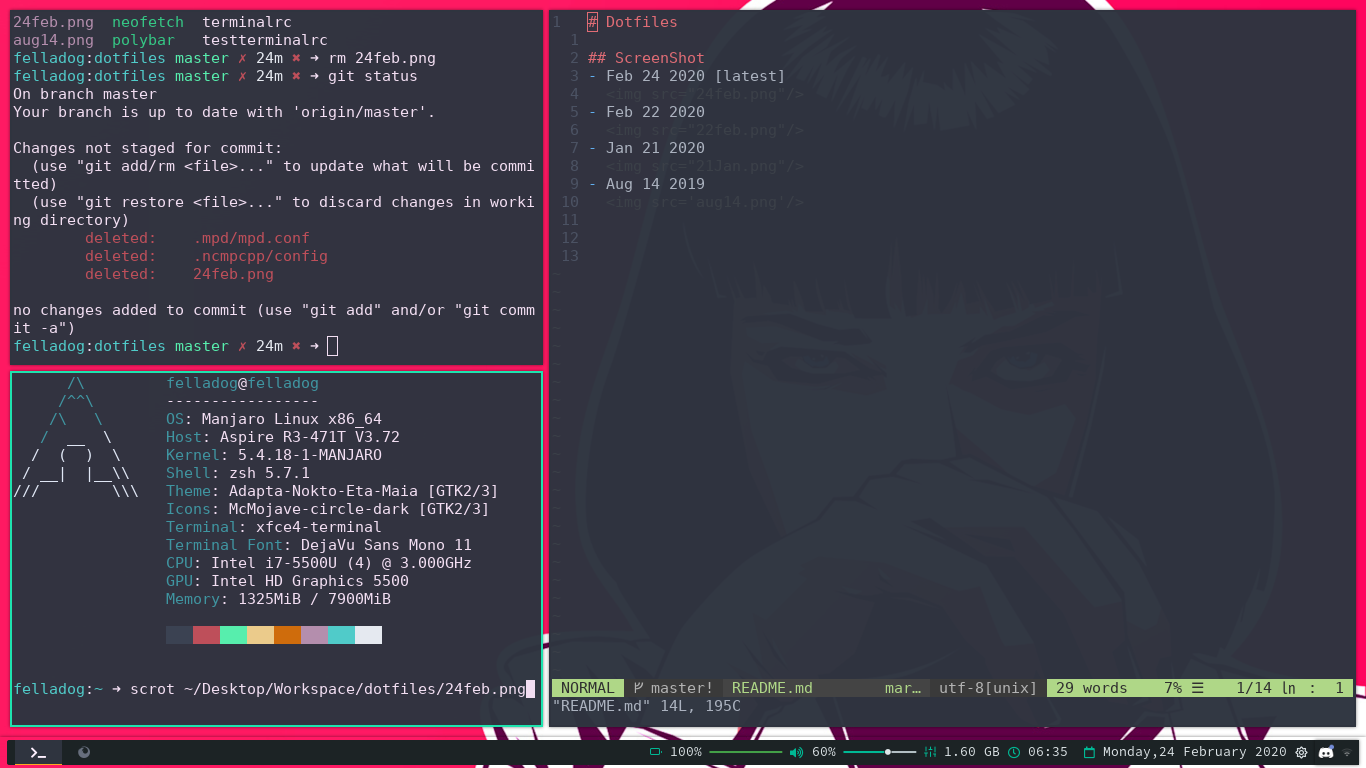 24feb.png  neofetch  terminalrc
aug14.png  polybar   testterminalrc
felladog:dotfiles master ✗ 24m ✖ ➜ rm 24feb.png
felladog:dotfiles master ✗ 24m ✖ ➜ git status
On branch master
Your branch is up to date with 'origin/master'.
Changes not staged for commit:
  (use "git add/rm <file>..." to update what will be commi
tted)
  (use "git restore <file>..." to discard changes in worki
ng directory)
        deleted:    .mpd/mpd.conf
        deleted:    .ncmpcpp/config
        deleted:    24feb.png
no changes added to commit (use "git add" and/or "git comm
it -a")
felladog:dotfiles master ✗ 24m ✖ ➜
       /\         felladog@felladog
      /^^\        -----------------
     /\   \       OS: Manjaro Linux x86_64
    /  __  \      Host: Aspire R3-471T V3.72
  /  (  )  \     Kernel: 5.4.18-1-MANJARO
 / __|  |__\\    Shell: zsh 5.7.1
///        \\\   Theme: Adapta-Nokto-Eta-Maia [GTK2/3]
Icons: McMojave-circle-dark [GTK2/3]
Terminal: xfce4-terminal
Terminal Font: DejaVu Sans Mono 11
CPU: Intel i7-5500U (4) @ 3.000GHz
GPU: Intel HD Graphics 5500
Memory: 1325MiB / 7900MiB
felladog:~ ➜ scrot ~/Desktop/Workspace/dotfiles/24feb.png
1   # Dotfiles
  1
  2 ## ScreenShot
  3 - Feb 24 2020 [latest]
  4   <img src="24feb.png"/>
  5 - Feb 22 2020
  6   <img src="22feb.png"/>
  7 - Jan 21 2020
  8   <img src="21Jan.png"/>
  9 - Aug 14 2019
 10   <img src='aug14.png'/>
 11
 12
 13
NORMAL  master!  README.md  mar…  utf-8[unix]  29 words  7% ☰  1/14 ㏑ :  1
"README.md" 14L, 195C
100%  60%  1.60 GB  06:35  Monday,24 February 2020